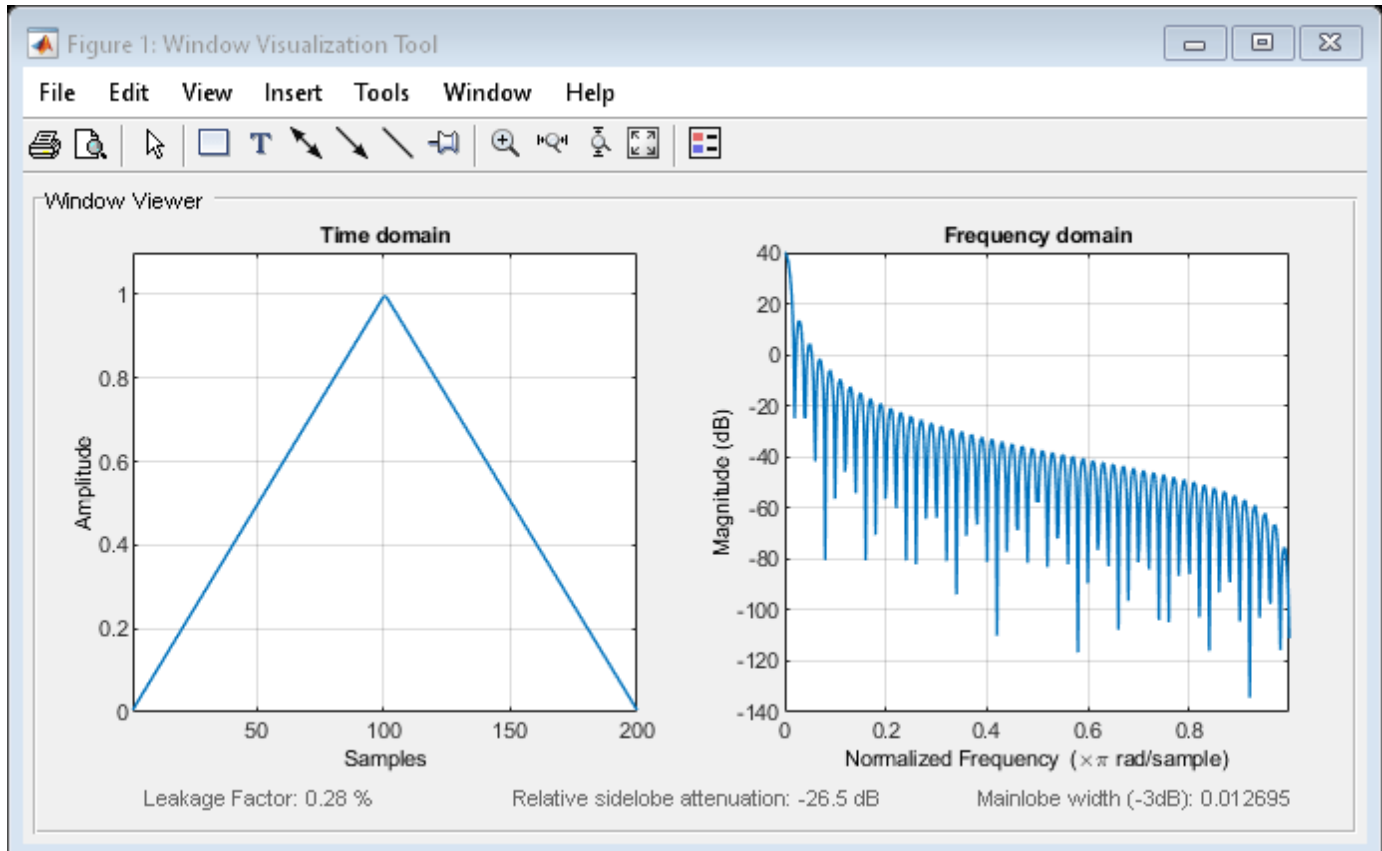 Figure 1: Window Visualization Tool
File Edit View Insert Tools Window Help
T
Window Viewer
Time domain
1
0.8
0.6
0.4
0.2
0
50 100 150 200
Amplitude
Samples
Frequency domain
40
20
0
-20
-40
-60
-80
-100
-120
-140
0 0.2 0.4 0.6 0.8
Magnitude (dB)
Normalized Frequency (×π rad/sample)
Leakage Factor: 0.28 % Relative sidelobe attenuation: -26.5 dB Mainlobe width (-3dB): 0.012695